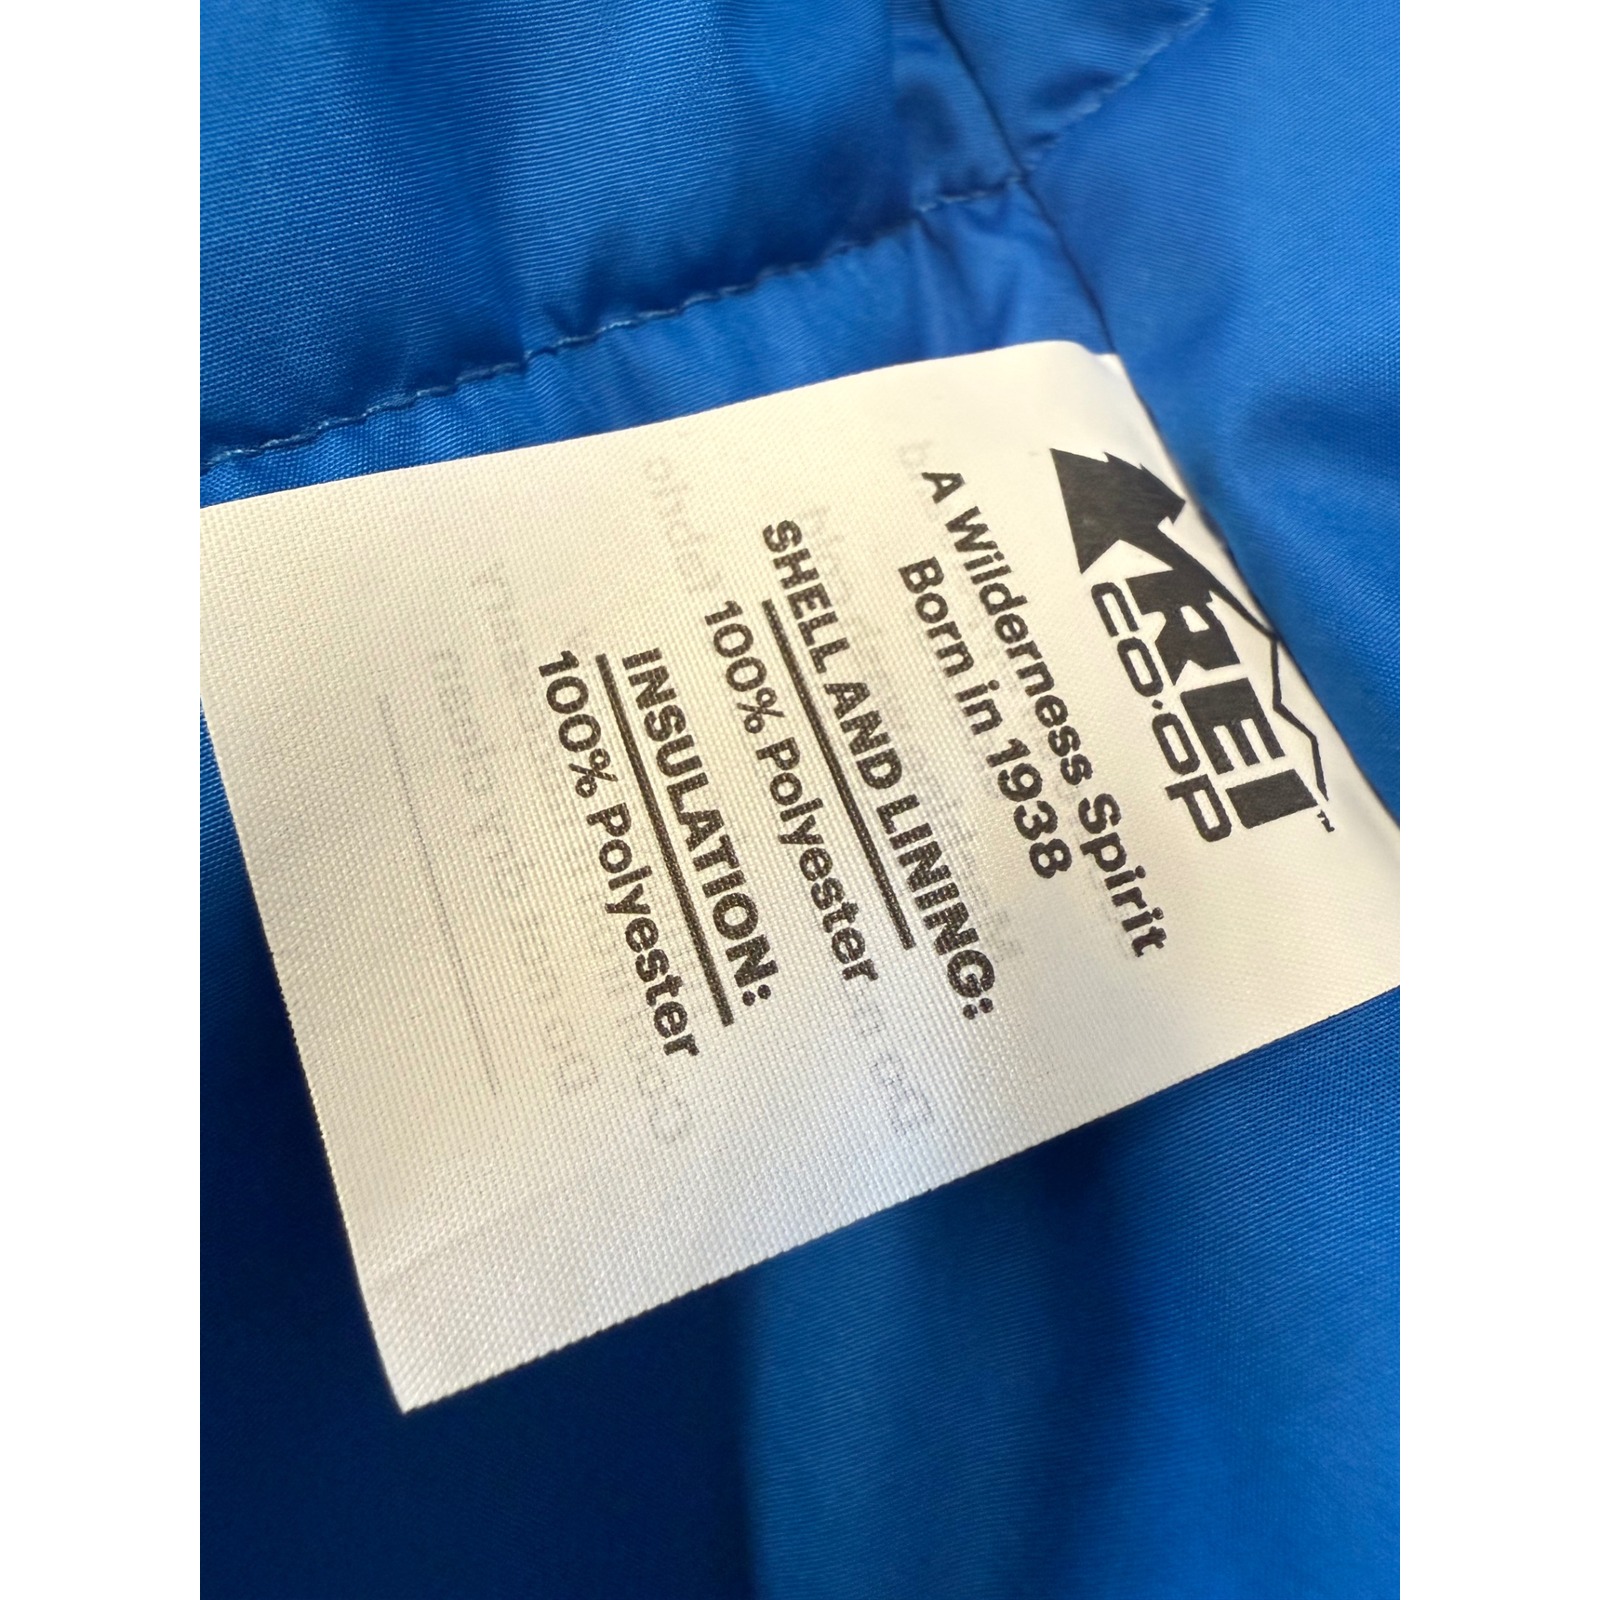 REI
CO·OP
A Wilderness Spirit
Born in 1938
SHELL AND LINING:
100% Polyester
INSULATION:
100% Polyester